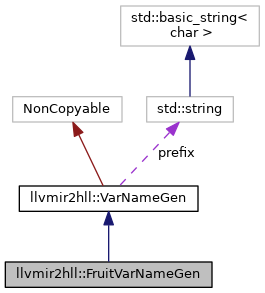 std::basic_string<
char >
NonCopyable
std::string
prefix
llvmir2hll::VarNameGen
llvmir2hll::FruitVarNameGen